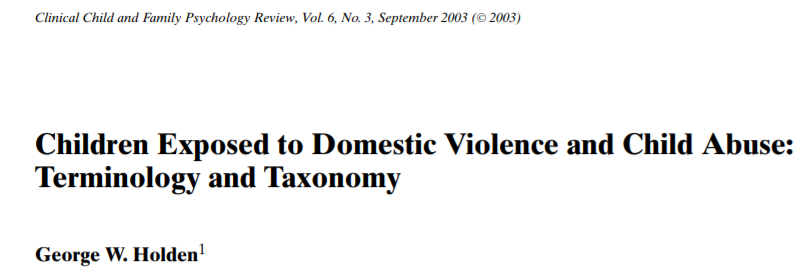 Clinical Child and Family Psychology Review, Vol. 6, No. 3, September 2003 (© 2003)
Children Exposed to Domestic Violence and Child Abuse:
Terminology and Taxonomy
George W. Holden¹